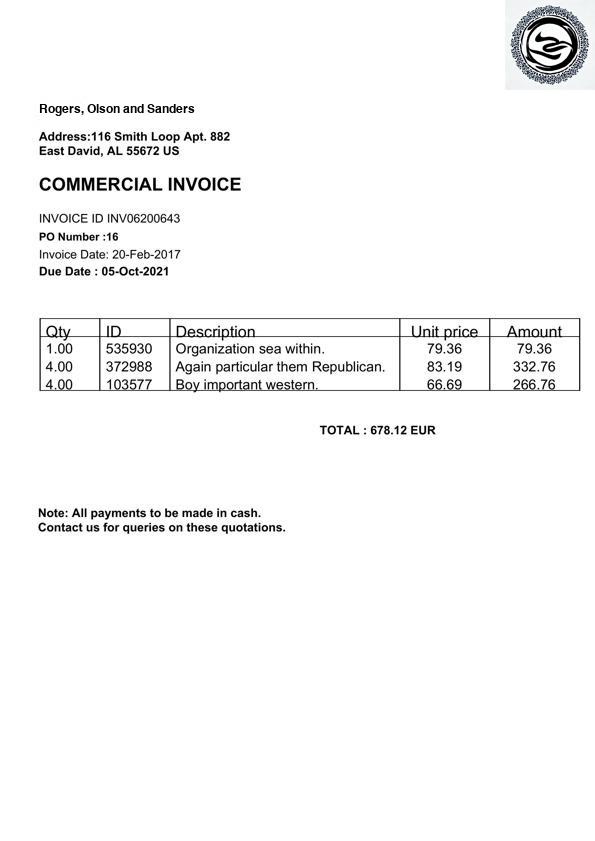 Rogers, Olson and Sanders
Address:116 Smith Loop Apt. 882
East David, AL 55672 US
COMMERCIAL INVOICE
INVOICE ID INV06200643
PO Number :16
Invoice Date: 20-Feb-2017
Due Date : 05-Oct-2021
Qty ID Description Unit price Amount
1.00 535930 Organization sea within. 79.36 79.36
4.00 372988 Again particular them Republican. 83.19 332.76
4.00 103577 Boy important western. 66.69 266.76
TOTAL : 678.12 EUR
Note: All payments to be made in cash.
Contact us for queries on these quotations.